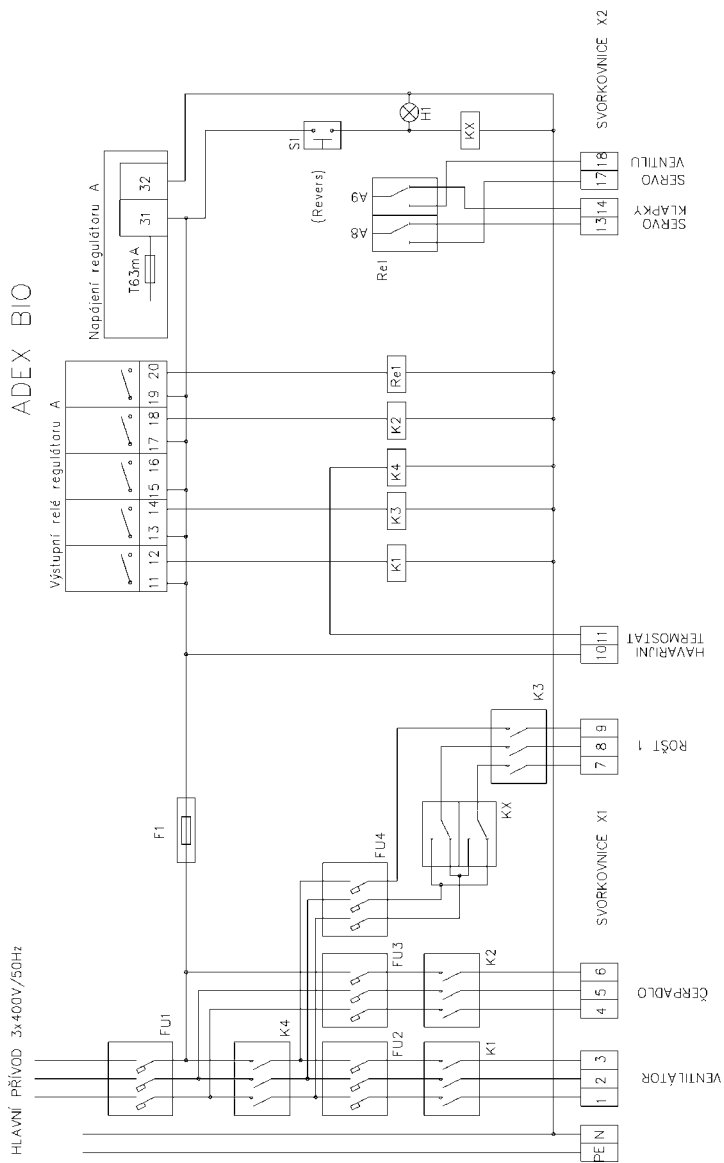 ADEX BIO
HLAVNÍ PŘÍVOD 3x400V/50Hz
Výstupní relé regulátoru A
11 12 13 14 15 16 17 18 19 20
Napájení regulátoru A
T63mA
31 32
FU1
F1
K4
FU2
FU3
FU4
K1
K2
KX
K3
K1
K3
K4
K2
Re1
S1
(Revers)
H1
KX
A8 A9
Re1
PE N
1 2 3
VENTILÁTOR
4 5 6
ČERPADLO
SVORKOVNICE X1
7 8 9
ROŠT 1
10 11
HAVARIJNI
TERMOSTAT
13 14
SERVO
KLAPKY
17 18
SERVO
VENTILU
SVORKOVNICE X2